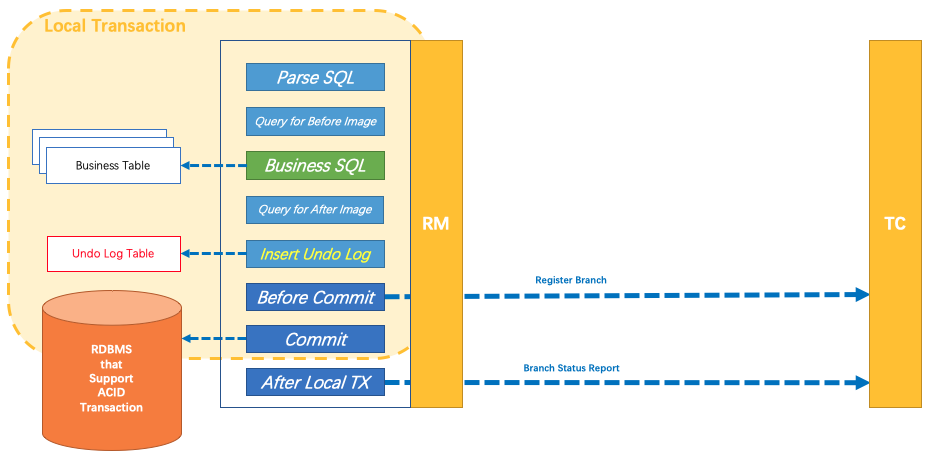 Local Transaction
Parse SQL
Query for Before Image
Business Table
Business SQL
Query for After Image
RM
TC
Undo Log Table
Insert Undo Log
Register Branch
Before Commit
Commit
RDBMS
that
Support
ACID
Transaction
Branch Status Report
After Local TX